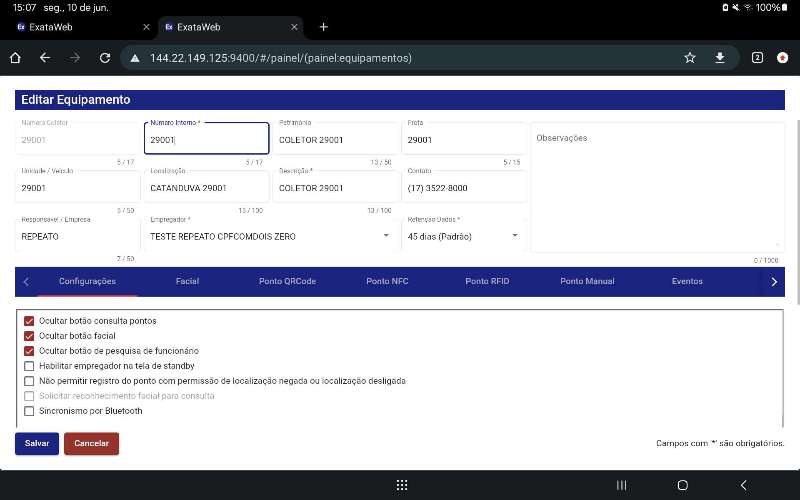 15:07 seg., 10 de jun. 100%
ExataWeb ExataWeb
144.22.149.125:9400/#/painel/(painel:equipamentos) 2
Editar Equipamento
Número Coletor Número Interno * Patrimônio Frota
29001 29001 COLETOR 29001 29001 Observações
5 / 17 5 / 17 13 / 50 5 / 15
Unidade / Veículo Localização Descrição * Contato
29001 CATANDUVA 29001 COLETOR 29001 (17) 3522-8000
5 / 50 15 / 100 13 / 100
Responsável / Empresa Empregador * Retenção Dados *
REPEATO TESTE REPEATO CPFCOMDOIS ZERO 45 dias (Padrão)
7 / 50 0 / 1000
Configurações Facial Ponto QRCode Ponto NFC Ponto RFID Ponto Manual Eventos
Ocultar botão consulta pontos
Ocultar botão facial
Ocultar botão de pesquisa de funcionário
Habilitar empregador na tela de standby
Não permitir registro do ponto com permissão de localização negada ou localização desligada
Solicitar reconhecimento facial para consulta
Sincronismo por Bluetooth
Salvar Cancelar Campos com '*' são obrigatórios.